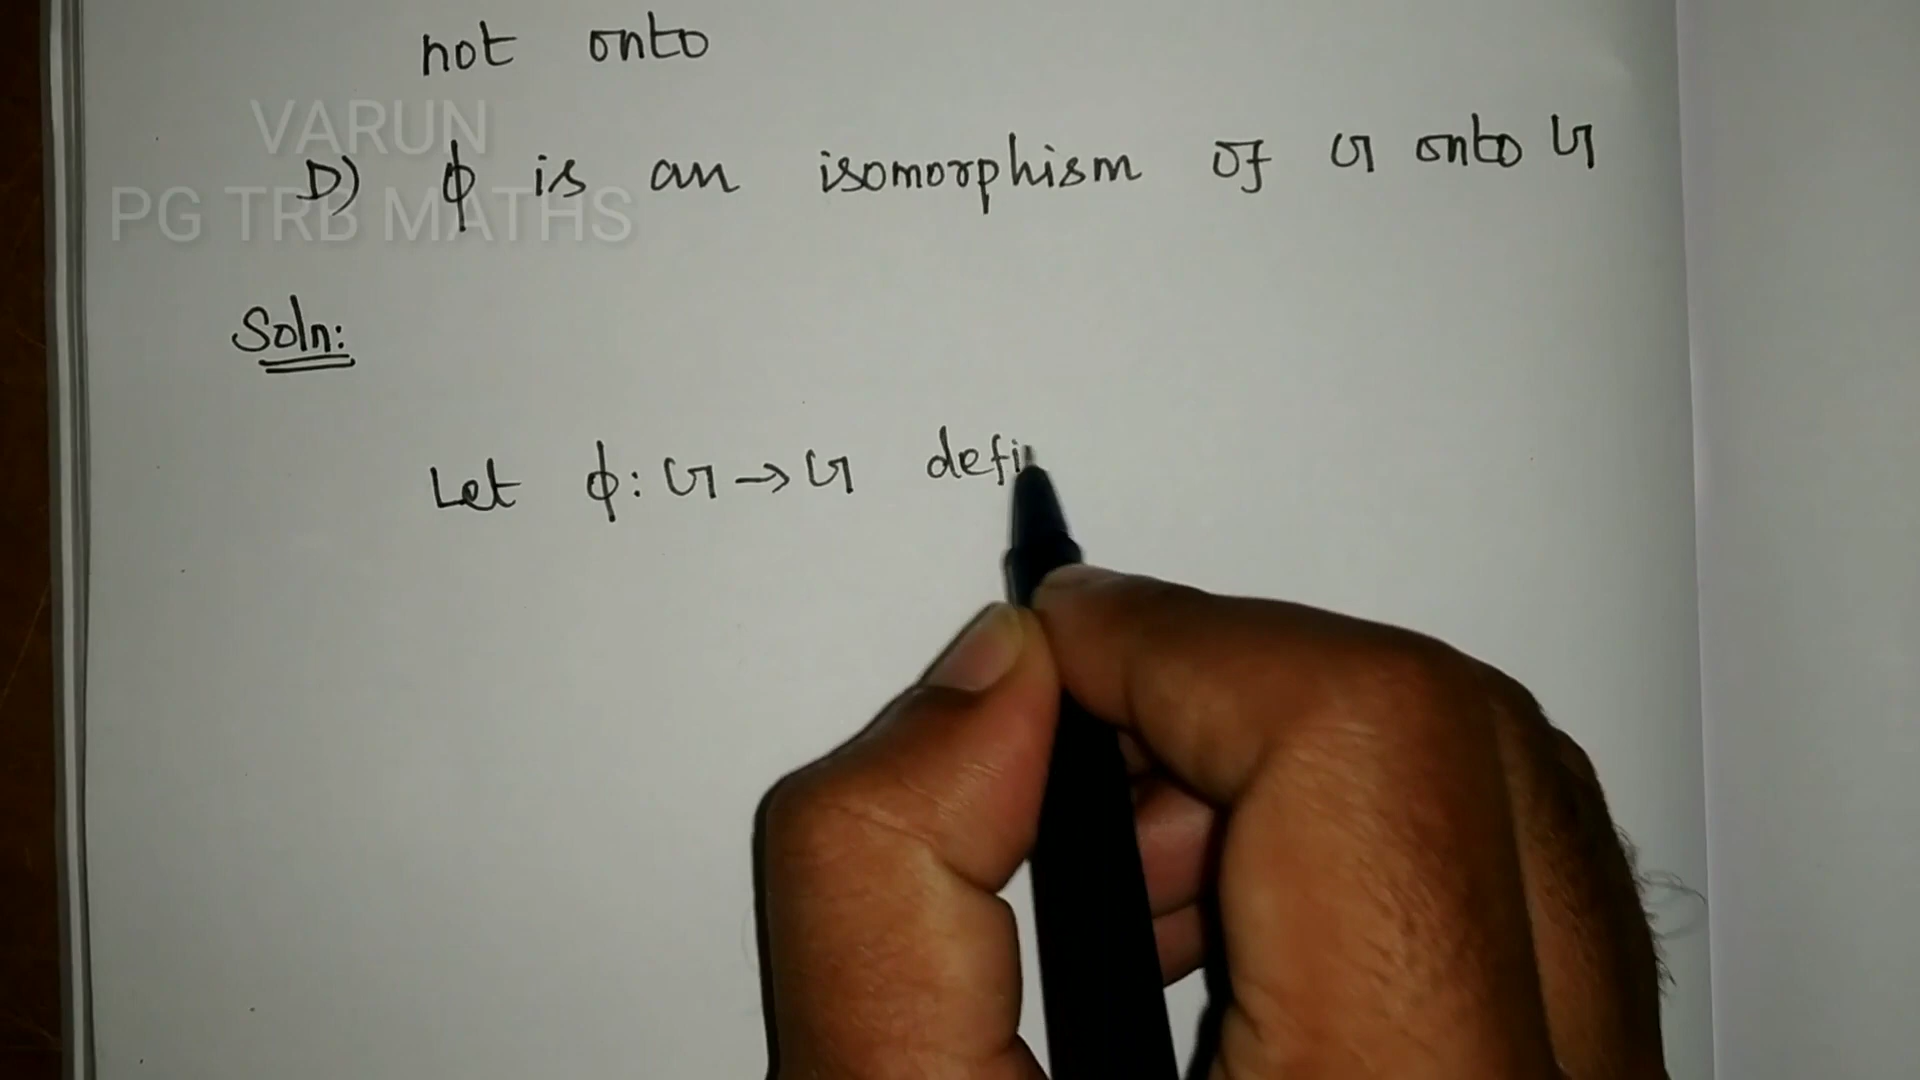 not onto
VARUN
D) ϕ is an isomorphism of G onto G
PG TRB MATHS
Soln:
Let ϕ: G → G defi